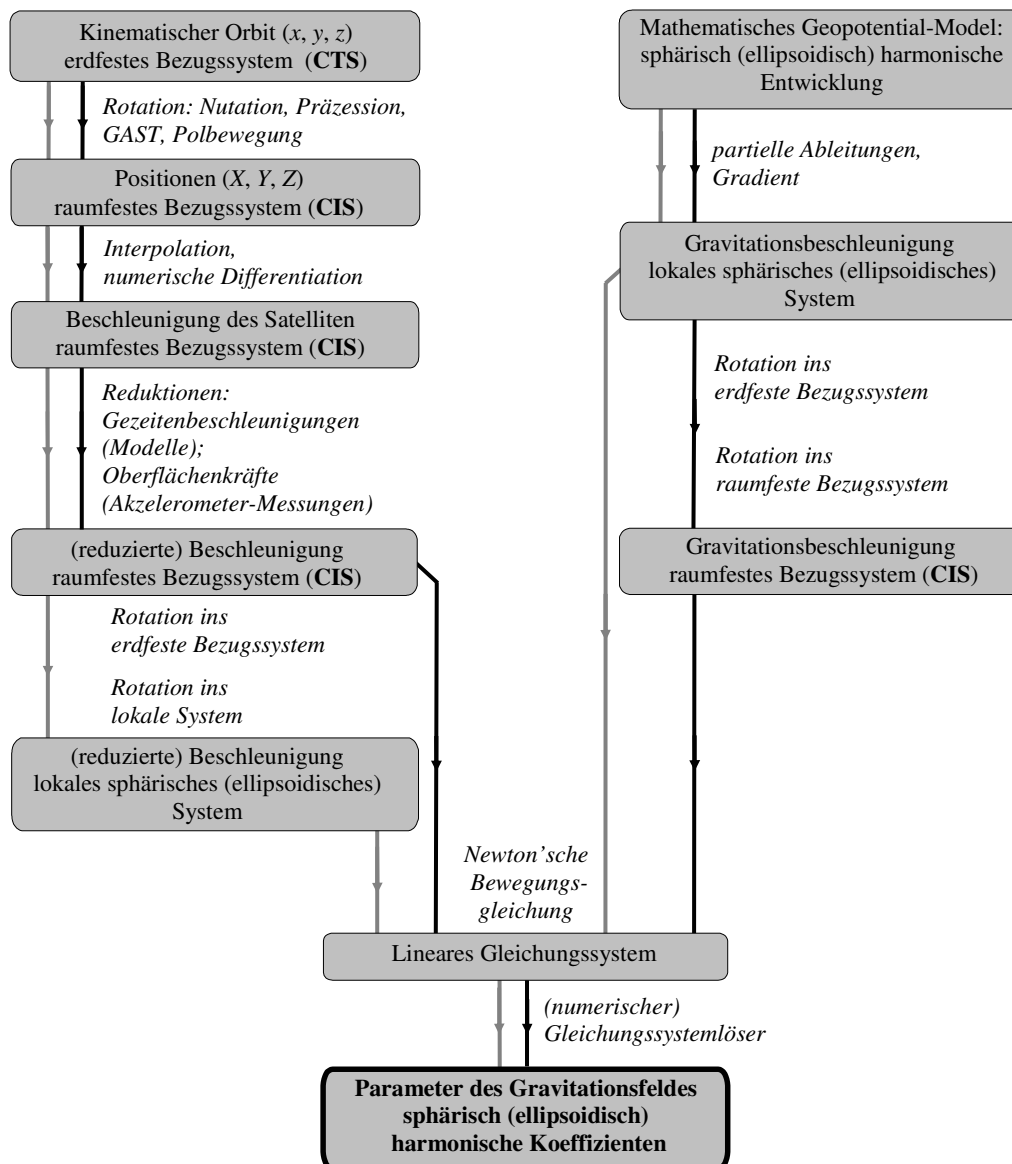 Kinematischer Orbit (x, y, z)
erdfestes Bezugssystem (CTS)
Rotation: Nutation, Präzession,
GAST, Polbewegung
Positionen (X, Y, Z)
raumfestes Bezugssystem (CIS)
Interpolation,
numerische Differentiation
Beschleunigung des Satelliten
raumfestes Bezugssystem (CIS)
Reduktionen:
Gezeitenbeschleunigungen
(Modelle);
Oberflächenkräfte
(Akzelerometer-Messungen)
(reduzierte) Beschleunigung
raumfestes Bezugssystem (CIS)
Rotation ins
erdfeste Bezugssystem
Rotation ins
lokale System
(reduzierte) Beschleunigung
lokales sphärisches (ellipsoidisches)
System
Mathematisches Geopotential-Model:
sphärisch (ellipsoidisch) harmonische
Entwicklung
partielle Ableitungen,
Gradient
Gravitationsbeschleunigung
lokales sphärisches (ellipsoidisches)
System
Rotation ins
erdfeste Bezugssystem
Rotation ins
raumfeste Bezugssystem
Gravitationsbeschleunigung
raumfestes Bezugssystem (CIS)
Newton’sche
Bewegungs-
gleichung
Lineares Gleichungssystem
(numerischer)
Gleichungssystemlöser
Parameter des Gravitationsfeldes
sphärisch (ellipsoidisch)
harmonische Koeffizienten